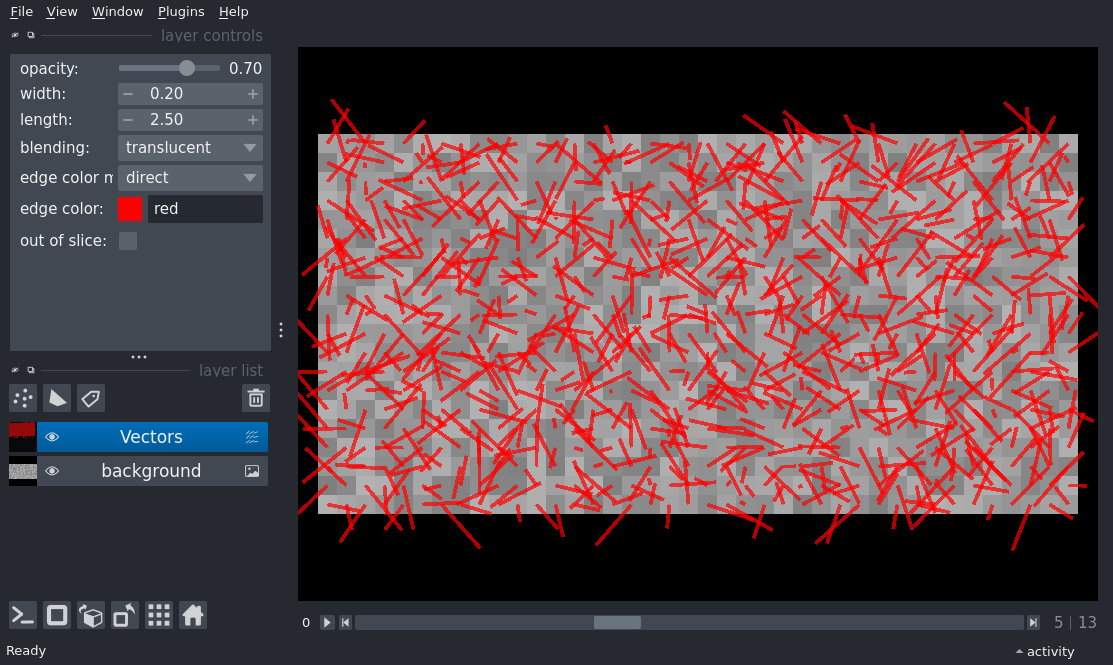 File View Window Plugins Help
layer controls
opacity: 0.70
width: − 0.20 +
length: − 2.50 +
blending: translucent
edge color m direct
edge color: red
out of slice:
layer list
Vectors
background
0 5 | 13
Ready activity